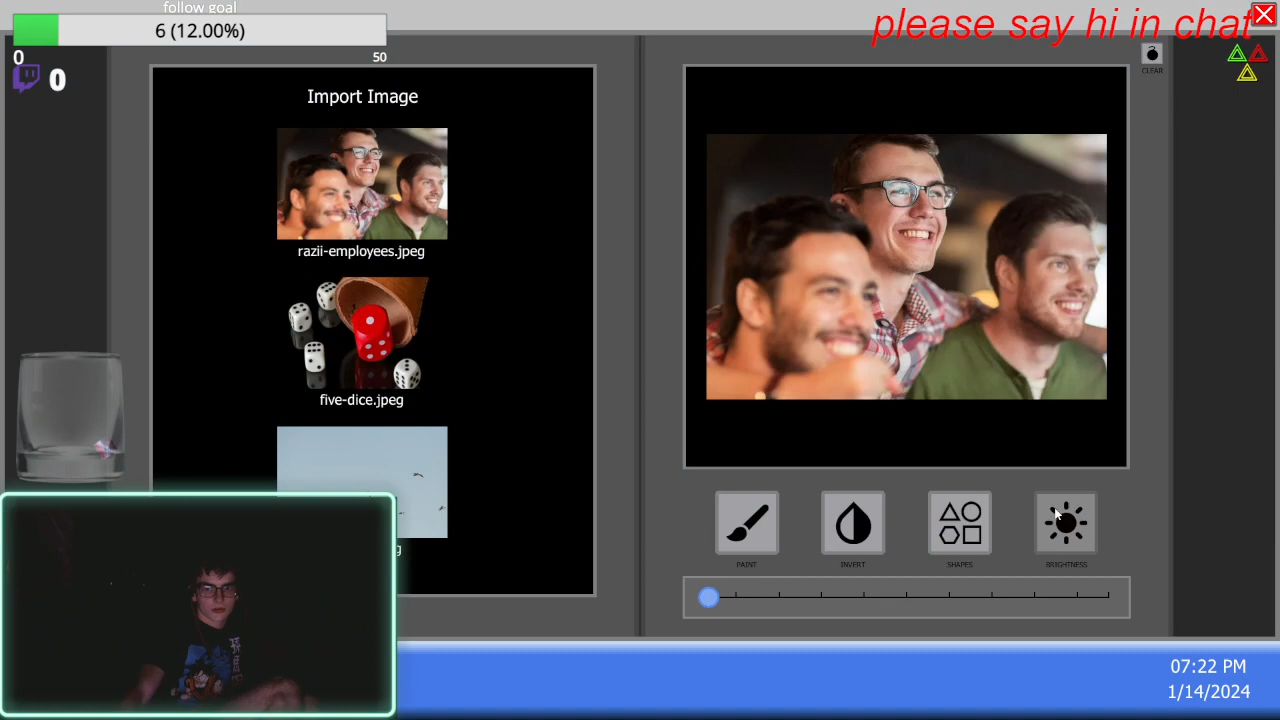 follow goal
6 (12.00%)
0
50
0
please say hi in chat
CLEAR
Import Image
razii-employees.jpeg
five-dice.jpeg
g
PAINT
INVERT
SHAPES
BRIGHTNESS
07:22 PM
1/14/2024